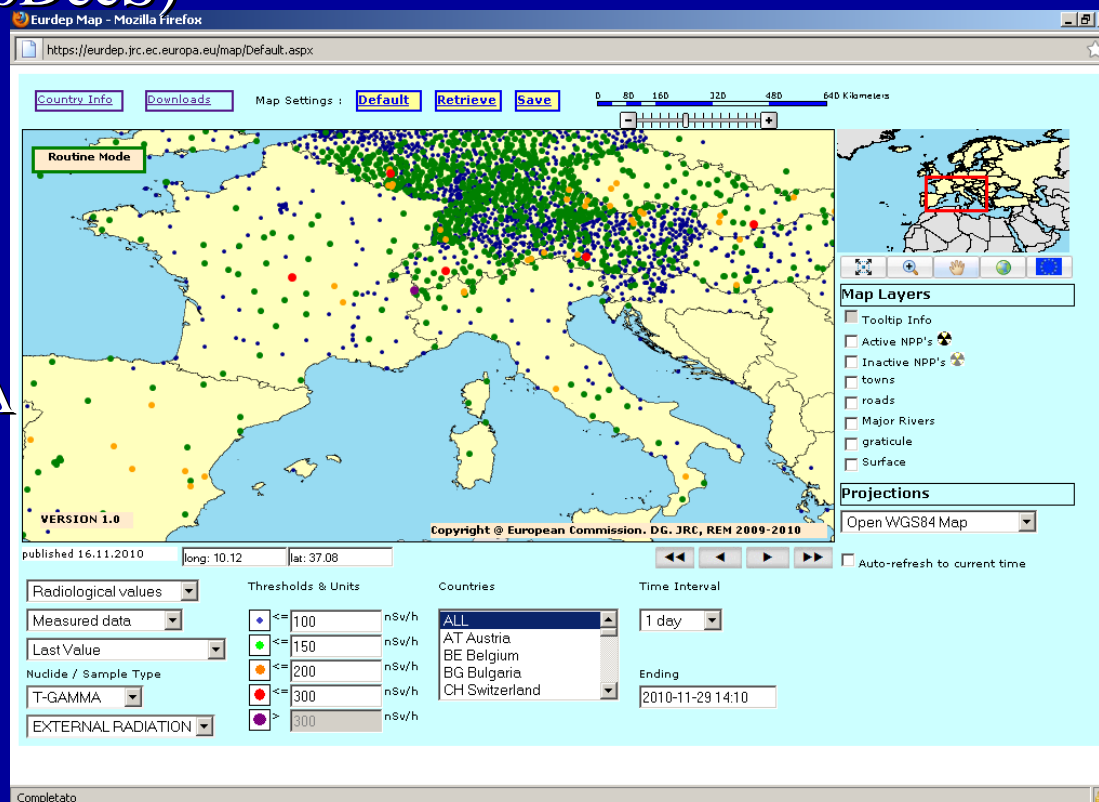 Eurdep Map - Mozilla Firefox
https://eurdep.jrc.ec.europa.eu/map/Default.aspx
Country Info Downloads Map Settings : Default Retrieve Save
0 80 160 320 480 640 Kilometers
Routine Mode
VERSION 1.0
Copyright @ European Commission. DG. JRC, REM 2009-2010
Map Layers
Tooltip Info
Active NPP's
Inactive NPP's
towns
roads
Major Rivers
graticule
Surface
Projections
Open WGS84 Map
Auto-refresh to current time
published 16.11.2010 long: 10.12 lat: 37.08
Radiological values
Measured data
Last Value
Nuclide / Sample Type
T-GAMMA
EXTERNAL RADIATION
Thresholds & Units
<= 100 nSv/h
<= 150 nSv/h
<= 200 nSv/h
<= 300 nSv/h
> 300 nSv/h
Countries
ALL
AT Austria
BE Belgium
BG Bulgaria
CH Switzerland
Time Interval
1 day
Ending
2010-11-29 14:10
Completato